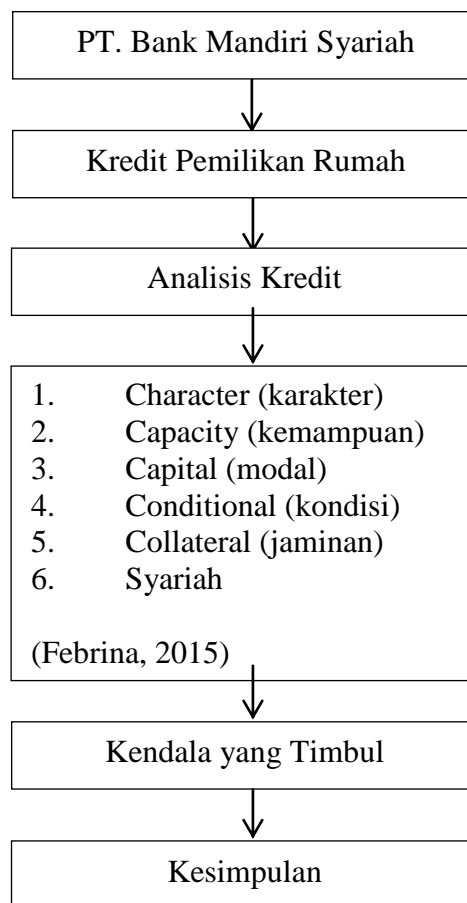 PT. Bank Mandiri Syariah
Kredit Pemilikan Rumah
Analisis Kredit
1. Character (karakter)
2. Capacity (kemampuan)
3. Capital (modal)
4. Conditional (kondisi)
5. Collateral (jaminan)
6. Syariah
(Febrina, 2015)
Kendala yang Timbul
Kesimpulan